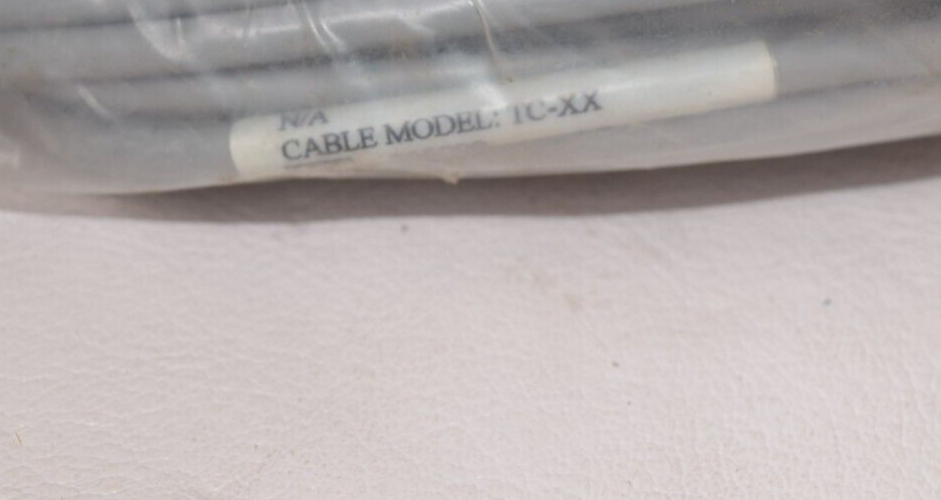 N/A
CABLE MODEL: TC-XX